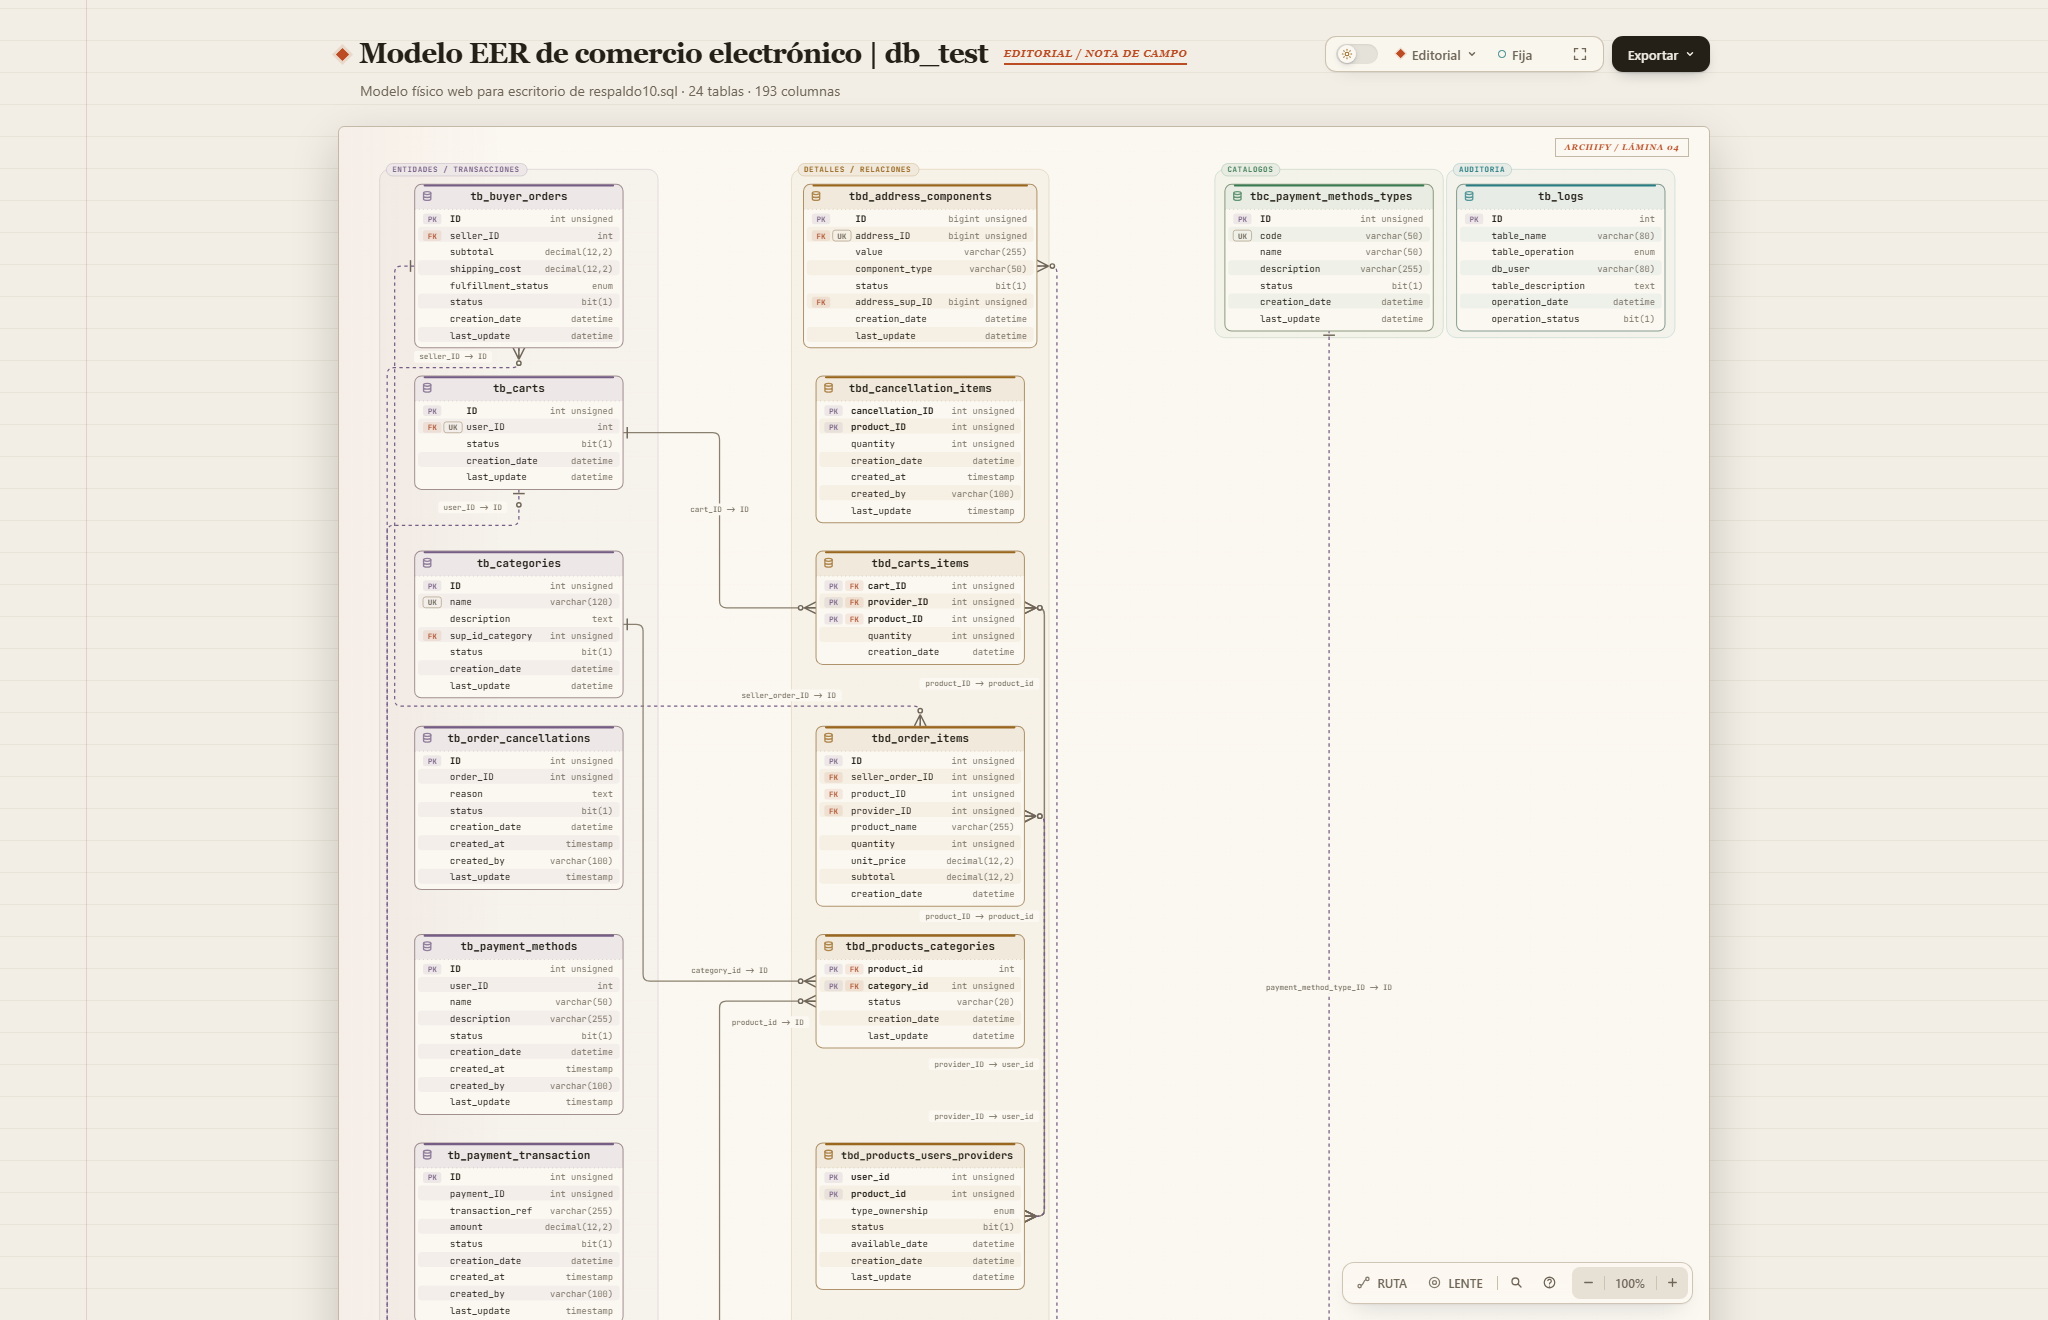 Modelo EER de comercio electrónico | db_test
EDITORIAL / NOTA DE CAMPO
Editorial
Fija
Exportar
Modelo físico web para escritorio de respaldo10.sql · 24 tablas · 193 columnas
ARCHIFY / LÁMINA 04
ENTIDADES / TRANSACCIONES
tb_buyer_orders
PK ID int unsigned
FK seller_ID int
subtotal decimal(12,2)
shipping_cost decimal(12,2)
fulfillment_status enum
status bit(1)
creation_date datetime
last_update datetime
seller_ID → ID
tb_carts
PK ID int unsigned
FK UK user_ID int
status bit(1)
creation_date datetime
last_update datetime
user_ID → ID
tb_categories
PK ID int unsigned
UK name varchar(120)
description text
FK sup_id_category int unsigned
status bit(1)
creation_date datetime
last_update datetime
tb_order_cancellations
PK ID int unsigned
order_ID int unsigned
reason text
status bit(1)
creation_date datetime
created_at timestamp
created_by varchar(100)
last_update timestamp
tb_payment_methods
PK ID int unsigned
user_ID int
name varchar(50)
description varchar(255)
status bit(1)
creation_date datetime
created_at timestamp
created_by varchar(100)
last_update timestamp
tb_payment_transaction
PK ID int unsigned
payment_ID int unsigned
transaction_ref varchar(255)
amount decimal(12,2)
status bit(1)
creation_date datetime
created_at timestamp
created_by varchar(100)
last_update timestamp
cart_ID → ID
seller_order_ID → ID
category_id → ID
product_id → ID
DETALLES / RELACIONES
tbd_address_components
PK ID bigint unsigned
FK UK address_ID bigint unsigned
value varchar(255)
component_type varchar(50)
status bit(1)
FK address_sup_ID bigint unsigned
creation_date datetime
last_update datetime
tbd_cancellation_items
PK cancellation_ID int unsigned
PK product_ID int unsigned
quantity int unsigned
creation_date datetime
created_at timestamp
created_by varchar(100)
last_update timestamp
tbd_carts_items
PK FK cart_ID int unsigned
PK FK provider_ID int unsigned
PK FK product_ID int unsigned
quantity int unsigned
creation_date datetime
product_ID → product_id
tbd_order_items
PK ID int unsigned
FK seller_order_ID int unsigned
FK product_ID int unsigned
FK provider_ID int unsigned
product_name varchar(255)
quantity int unsigned
unit_price decimal(12,2)
subtotal decimal(12,2)
creation_date datetime
product_ID → product_id
tbd_products_categories
PK FK product_id int
PK FK category_id int unsigned
status varchar(20)
creation_date datetime
last_update datetime
provider_ID → user_id
provider_ID → user_id
tbd_products_users_providers
PK user_id int unsigned
PK product_id int unsigned
type_ownership enum
status bit(1)
available_date datetime
creation_date datetime
last_update datetime
CATALOGOS
tbc_payment_methods_types
PK ID int unsigned
UK code varchar(50)
name varchar(50)
description varchar(255)
status bit(1)
creation_date datetime
last_update datetime
payment_method_type_ID → ID
AUDITORIA
tb_logs
PK ID int
table_name varchar(80)
table_operation enum
db_user varchar(80)
table_description text
operation_date datetime
operation_status bit(1)
RUTA
LENTE
− 100% +